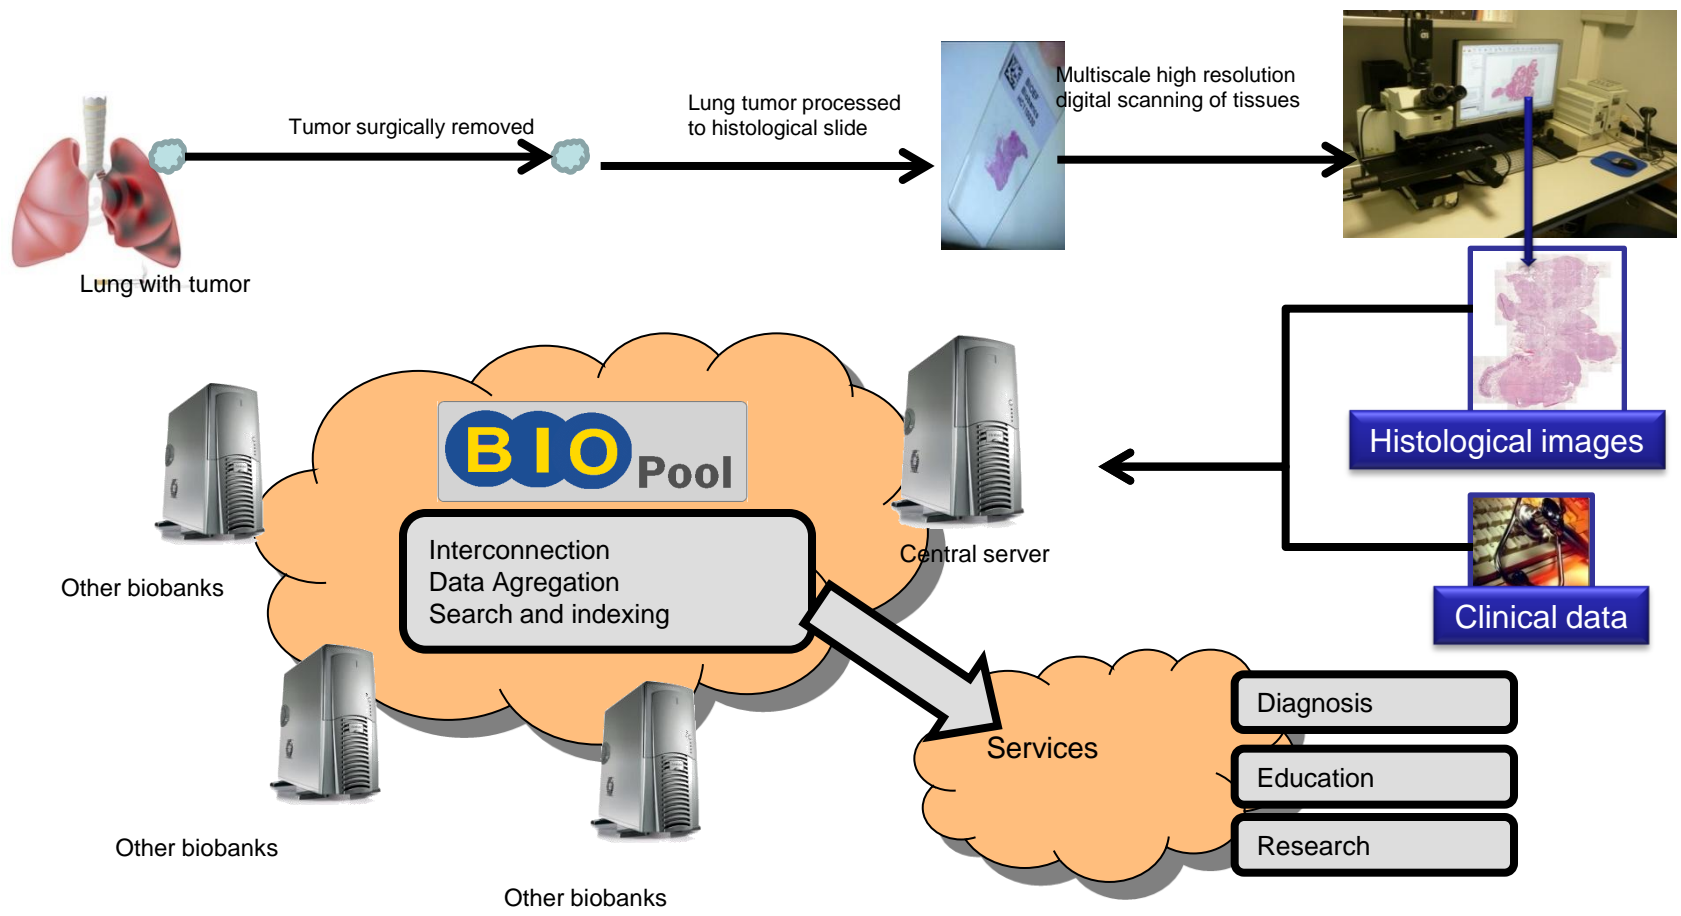 Multiscale high resolution
digital scanning of tissues
Lung tumor processed
to histological slide
Tumor surgically removed
Lung with tumor
BIO
Pool
Histological images
Interconnection
Data Agregation
Search and indexing
Central server
Other biobanks
Clinical data
Diagnosis
Services
Education
Research
Other biobanks
Other biobanks